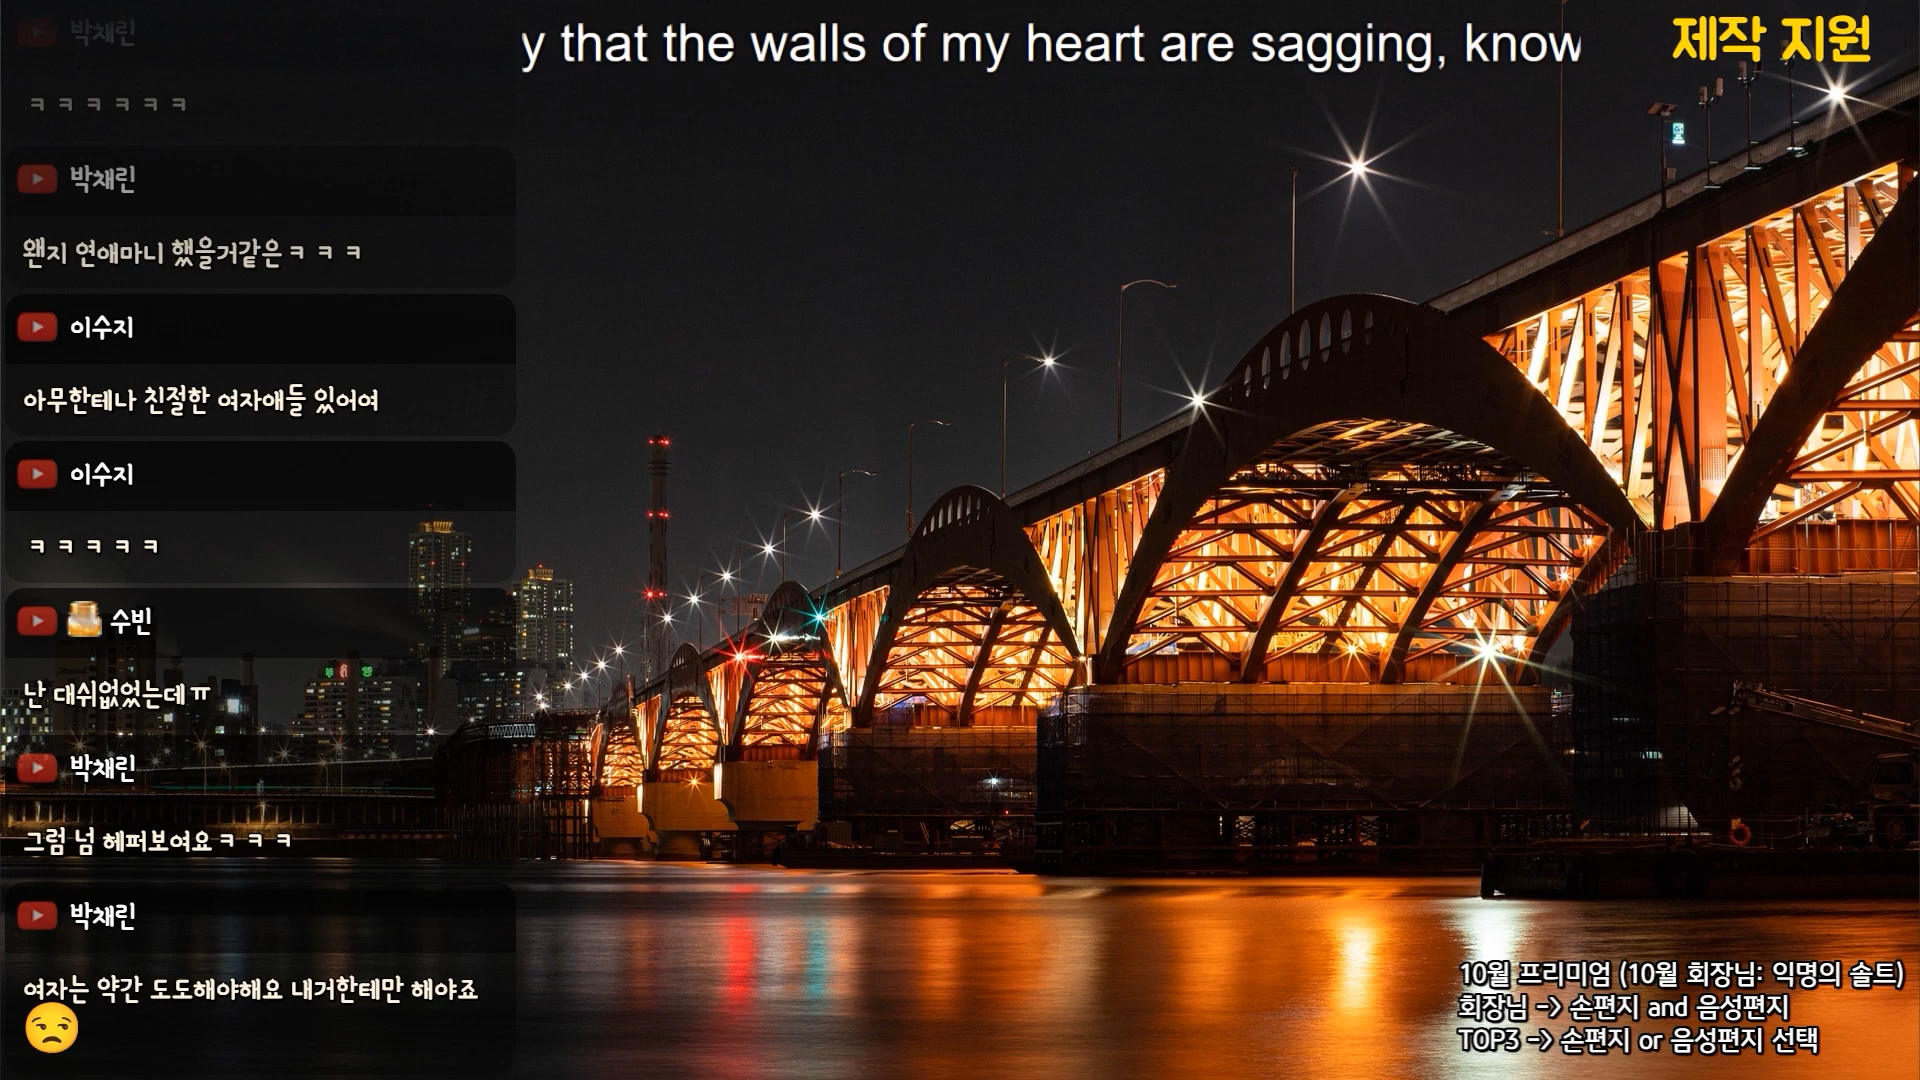 박채린
ㅋㅋㅋㅋㅋㅋ
박채린
왠지 연애마니 했을거같은ㅋㅋㅋ
이수지
아무한테나 친절한 여자애들 있어여
이수지
ㅋㅋㅋㅋㅋ
수빈
난 대쉬없었는데ㅠ
박채린
그럼 넘 헤퍼보여요ㅋㅋㅋ
박채린
여자는 약간 도도해야해요 내거한테만 해야죠
😒
y that the walls of my heart are sagging, know
제작 지원
10월 프리미엄 (10월 회장님: 익명의 솔트)
회장님 -> 손편지 and 음성편지
TOP3 -> 손편지 or 음성편지 선택